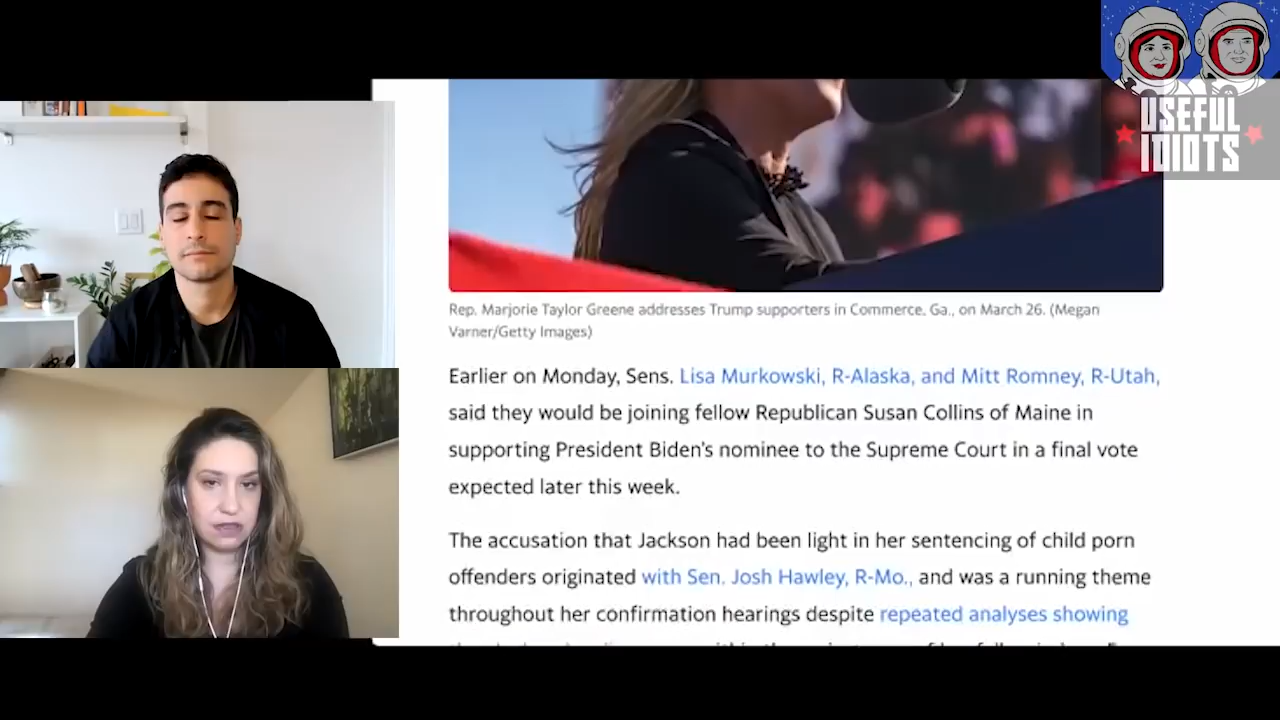 USEFUL
IDIOTS
Rep. Marjorie Taylor Greene addresses Trump supporters in Commerce, Ga., on March 26. (Megan
Varner/Getty Images)
Earlier on Monday, Sens. Lisa Murkowski, R-Alaska, and Mitt Romney, R-Utah,
said they would be joining fellow Republican Susan Collins of Maine in
supporting President Biden's nominee to the Supreme Court in a final vote
expected later this week.
The accusation that Jackson had been light in her sentencing of child porn
offenders originated with Sen. Josh Hawley, R-Mo., and was a running theme
throughout her confirmation hearings despite repeated analyses showing